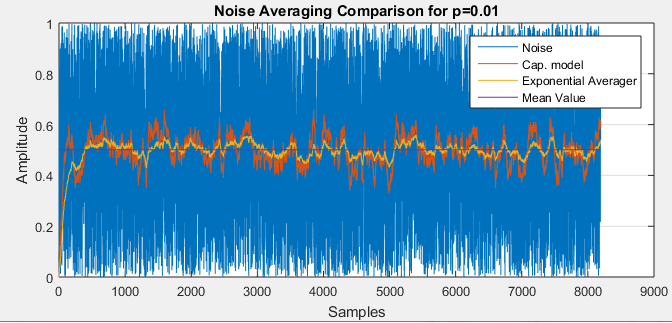 Noise Averaging Comparison for p=0.01
1
0.8
0.6
0.4
0.2
0
Amplitude
Noise
Cap. model
Exponential Averager
Mean Value
0 1000 2000 3000 4000 5000 6000 7000 8000 9000
Samples